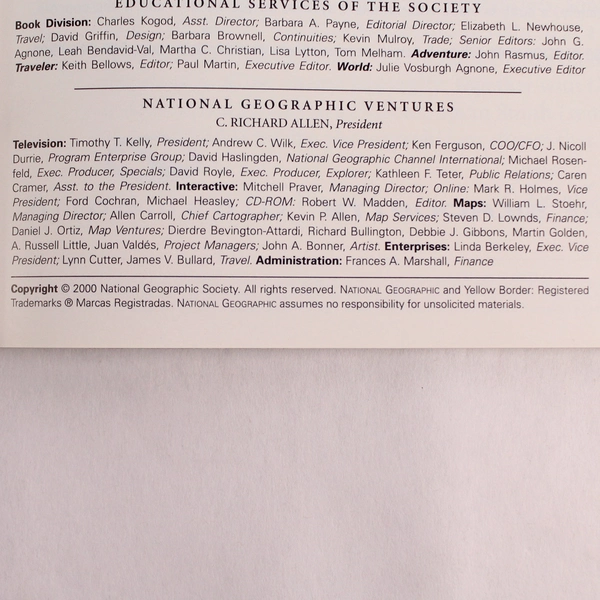 EDUCATIONAL SERVICES OF THE SOCIETY
Book Division: Charles Kogod, Asst. Director; Barbara A. Payne, Editorial Director; Elizabeth L. Newhouse,
Travel; David Griffin, Design; Barbara Brownell, Continuities; Kevin Mulroy, Trade; Senior Editors: John G.
Agnone, Leah Bendavid-Val, Martha C. Christian, Lisa Lytton, Tom Melham. Adventure: John Rasmus, Editor.
Traveler: Keith Bellows, Editor; Paul Martin, Executive Editor. World: Julie Vosburgh Agnone, Executive Editor
NATIONAL GEOGRAPHIC VENTURES
C. RICHARD ALLEN, President
Television: Timothy T. Kelly, President; Andrew C. Wilk, Exec. Vice President; Ken Ferguson, COO/CFO; J. Nicoll
Durrie, Program Enterprise Group; David Haslingden, National Geographic Channel International; Michael Rosen-
feld, Exec. Producer, Specials; David Royle, Exec. Producer, Explorer; Kathleen F. Teter, Public Relations; Caren
Cramer, Asst. to the President. Interactive: Mitchell Praver, Managing Director; Online: Mark R. Holmes, Vice
President; Ford Cochran, Michael Heasley; CD-ROM: Robert W. Madden, Editor. Maps: William L. Stoehr,
Managing Director; Allen Carroll, Chief Cartographer; Kevin P. Allen, Map Services; Steven D. Lownds, Finance;
Daniel J. Ortiz, Map Ventures; Dierdre Bevington-Attardi, Richard Bullington, Debbie J. Gibbons, Martin Golden,
A. Russell Little, Juan Valdés, Project Managers; John A. Bonner, Artist. Enterprises: Linda Berkeley, Exec. Vice
President; Lynn Cutter, James V. Bullard, Travel. Administration: Frances A. Marshall, Finance
Copyright © 2000 National Geographic Society. All rights reserved. NATIONAL GEOGRAPHIC and Yellow Border: Registered
Trademarks ® Marcas Registradas. NATIONAL GEOGRAPHIC assumes no responsibility for unsolicited materials.